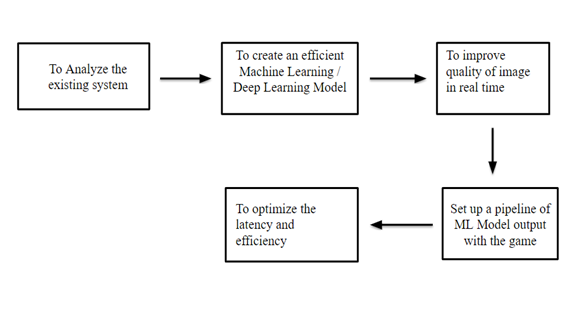 To Analyze the
existing system
To create an efficient
Machine Learning /
Deep Learning Model
To improve
quality of image
in real time
Set up a pipeline of
ML Model output
with the game
To optimize the
latency and
efficiency